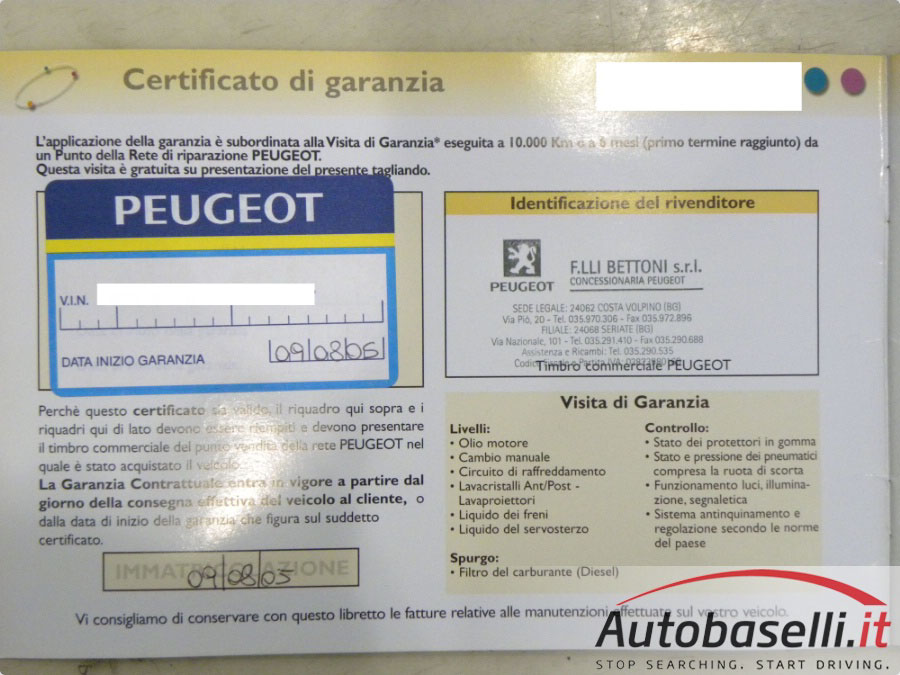 Certificato di garanzia
L'applicazione della garanzia è subordinata alla Visita di Garanzia* eseguita a 10.000 Km o a 6 mesi (primo termine raggiunto) da
un Punto della Rete di riparazione PEUGEOT.
Questa visita è gratuita su presentazione del presente tagliando.
PEUGEOT
V.I.N.
DATA INIZIO GARANZIA 09/08/05
Identificazione del rivenditore
PEUGEOT
F.LLI BETTONI s.r.l.
CONCESSIONARIA PEUGEOT
SEDE LEGALE: 24062 COSTA VOLPINO (BG)
Via Piò, 20 - Tel. 035.970.306 - Fax 035.972.896
FILIALE: 24068 SERIATE (BG)
Via Nazionale, 101 - Tel. 035.291.410 - Fax 035.290.688
Assistenza e Ricambi: Tel. 035.290.535
Codice Fiscale e Partita IVA:
Timbro commerciale PEUGEOT
Perchè questo certificato sia valido, il riquadro qui sopra e i
riquadri qui di lato devono essere riempiti e devono presentare
il timbro commerciale del punto vendita della rete PEUGEOT nel
quale è stato acquistato il veicolo.
La Garanzia Contrattuale entra in vigore a partire dal
giorno della consegna effettiva del veicolo al cliente, o
dalla data di inizio della garanzia che figura sul suddetto
certificato.
IMMATRICOLAZIONE
09/08/05
Visita di Garanzia
Livelli:
• Olio motore
• Cambio manuale
• Circuito di raffreddamento
• Lavacristalli Ant/Post -
Lavaproiettori
• Liquido dei freni
• Liquido del servosterzo
Spurgo:
• Filtro del carburante (Diesel)
Controllo:
• Stato dei protettori in gomma
• Stato e pressione dei pneumatici
compresa la ruota di scorta
• Funzionamento luci, illumina-
zione, segnaletica
• Sistema antinquinamento e
regolazione secondo le norme
del paese
Vi consigliamo di conservare con questo libretto le fatture relative alle manutenzioni effettuate sul vostro veicolo.
Autobaselli.it
STOP SEARCHING. START DRIVING.